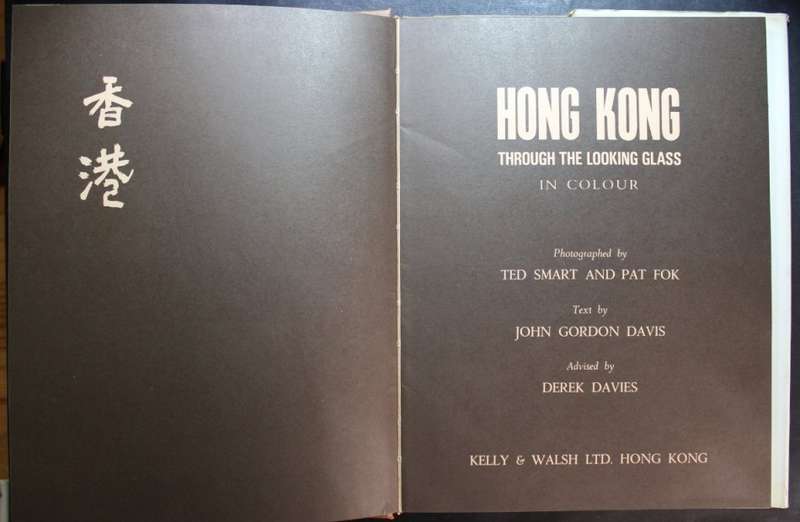 香
港
HONG KONG
THROUGH THE LOOKING GLASS
IN COLOUR
Photographed by
TED SMART AND PAT FOK
Text by
JOHN GORDON DAVIS
Advised by
DEREK DAVIES
KELLY & WALSH LTD. HONG KONG